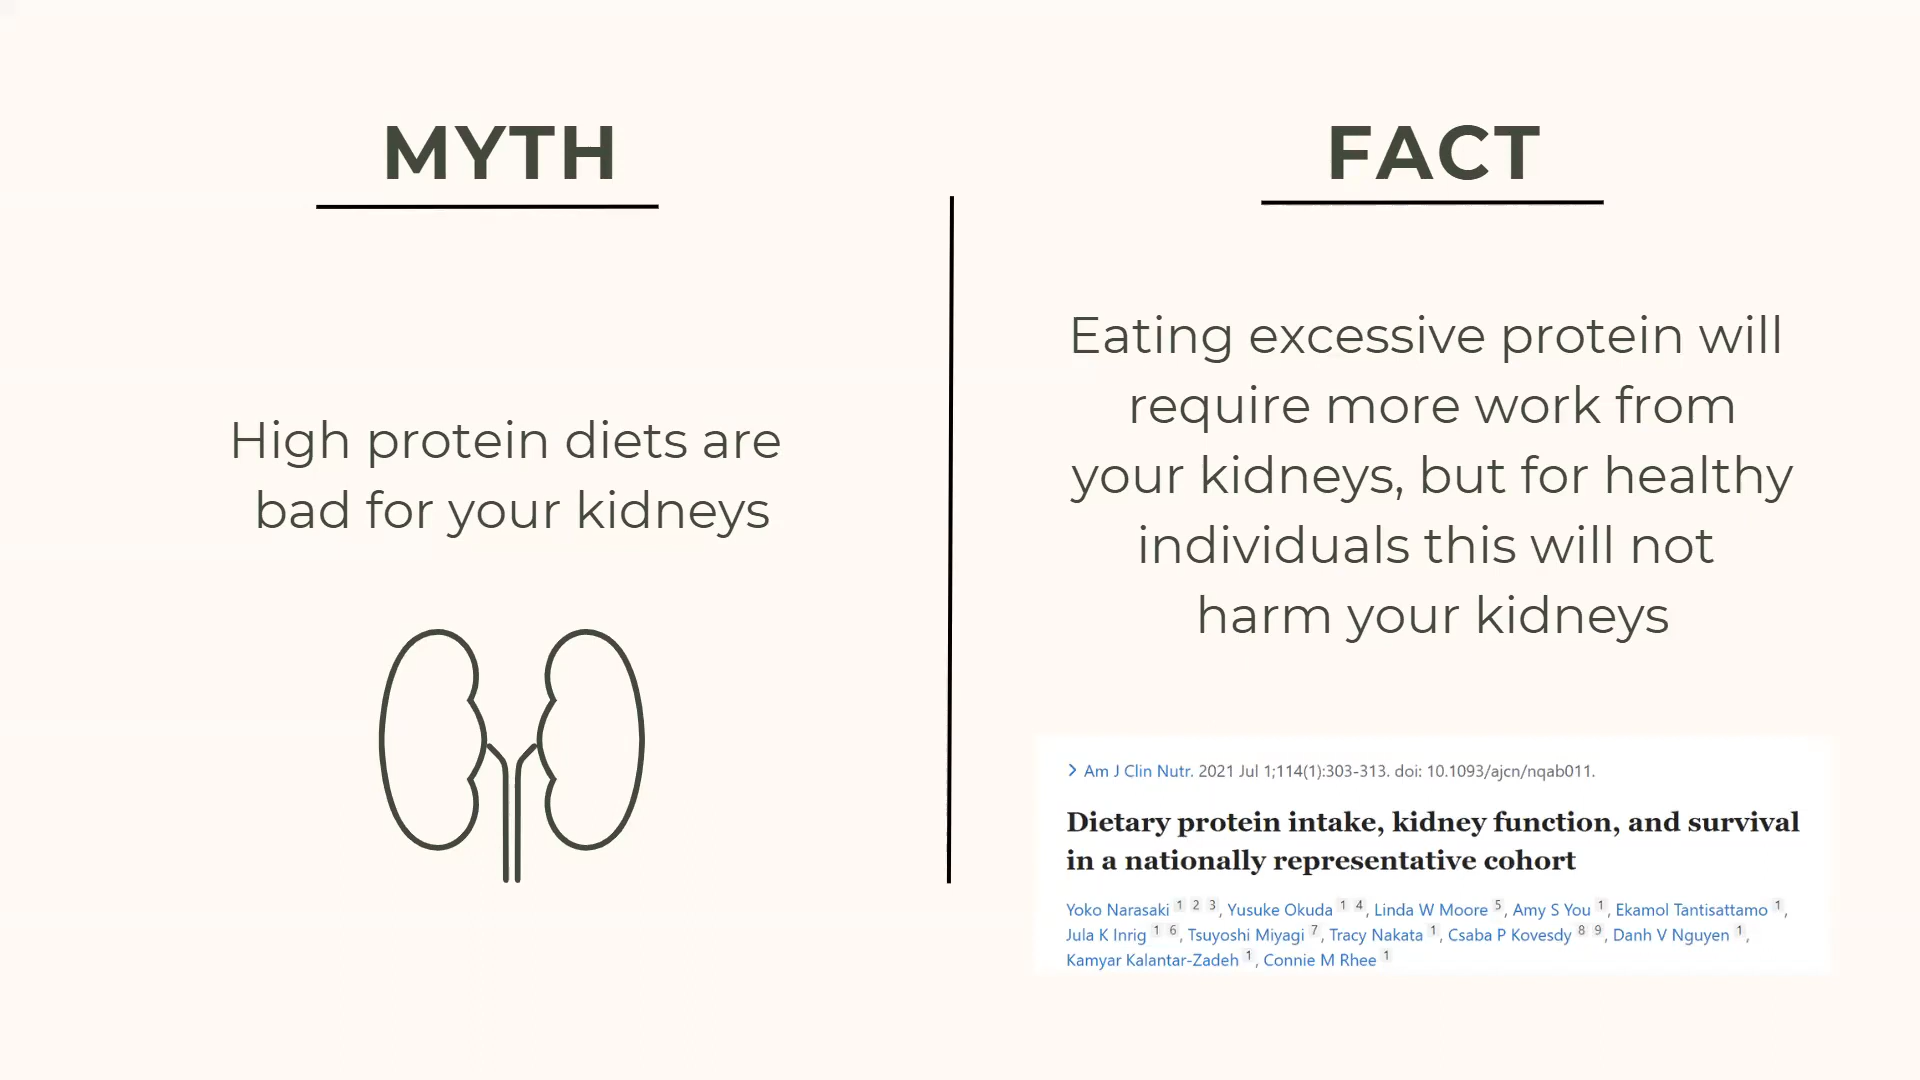 MYTH
High protein diets are
bad for your kidneys
FACT
Eating excessive protein will
require more work from
your kidneys, but for healthy
individuals this will not
harm your kidneys
> Am J Clin Nutr. 2021 Jul 1;114(1):303-313. doi: 10.1093/ajcn/nqab011.
Dietary protein intake, kidney function, and survival
in a nationally representative cohort
Yoko Narasaki 1 2 3, Yusuke Okuda 1 4, Linda W Moore 5, Amy S You 1, Ekamol Tantisattamo 1,
Jula K Inrig 1 6, Tsuyoshi Miyagi 7, Tracy Nakata 1, Csaba P Kovesdy 8 9, Danh V Nguyen 1,
Kamyar Kalantar-Zadeh 1, Connie M Rhee 1